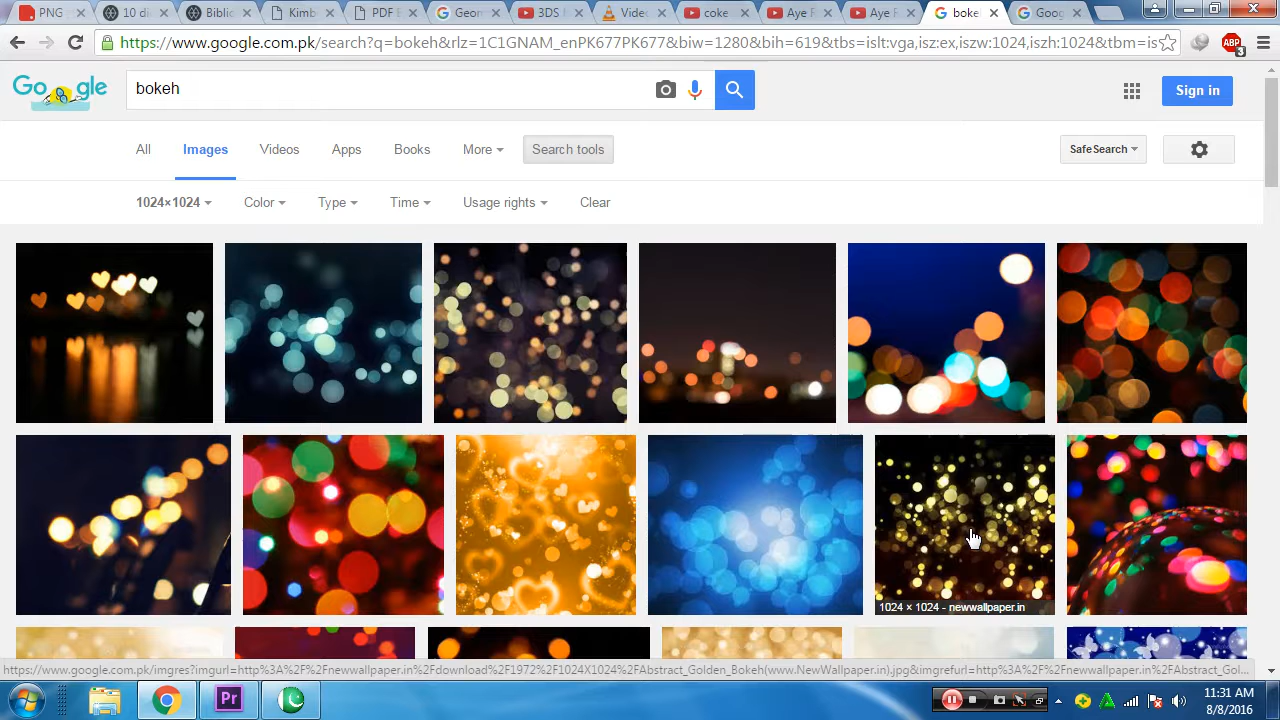 PNG
10 di
Biblic
Kimb
PDF E
Geon
3DS
Vide
coke
Aye F
Aye F
boke
Goog
https://www.google.com.pk/search?q=bokeh&rlz=1C1GNAM_enPK677PK677&biw=1280&bih=619&tbs=islt:vga,isz:ex,iszw:1024,iszh:1024&tbm=is
ABP
3
Google
bokeh
Sign in
All
Images
Videos
Apps
Books
More
Search tools
SafeSearch
1024×1024
Color
Type
Time
Usage rights
Clear
1024 × 1024 - newwallpaper.in
https://www.google.com.pk/imgres?imgurl=http%3A%2F%2Fnewwallpaper.in%2Fdownload%2F1972%2F1024X1024%2FAbstract_Golden_Bokeh(www.NewWallpaper.in).jpg&imgrefurl=http%3A%2F%2Fnewwallpaper.in%2FAbstract_Gol...
Pr
11:31 AM
8/8/2016